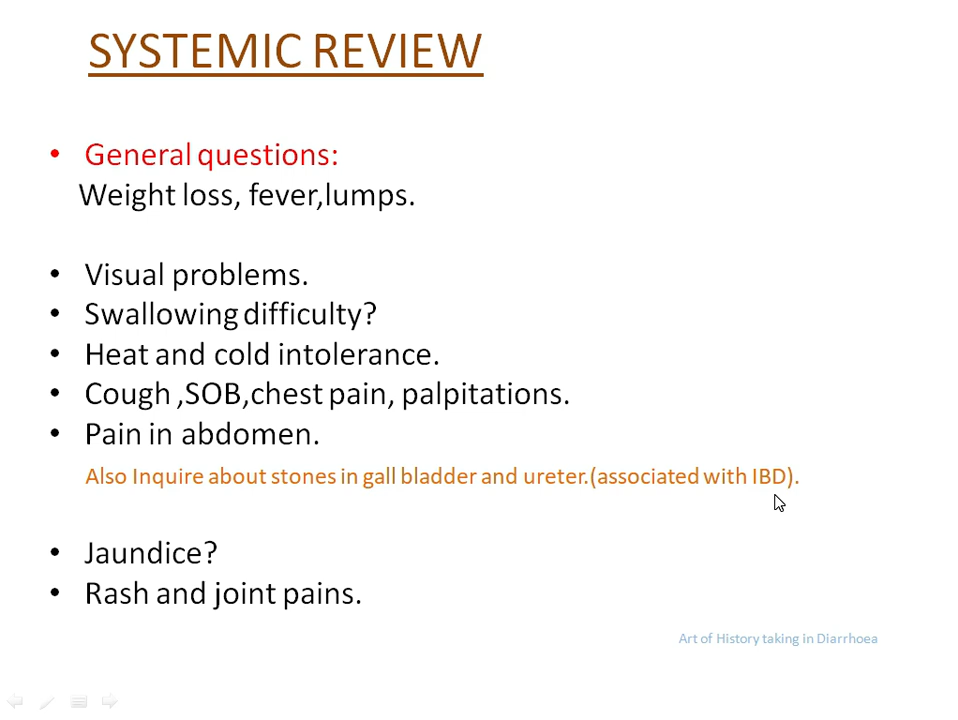 SYSTEMIC REVIEW
• General questions:
Weight loss, fever,lumps.
• Visual problems.
• Swallowing difficulty?
• Heat and cold intolerance.
• Cough ,SOB,chest pain, palpitations.
• Pain in abdomen.
Also Inquire about stones in gall bladder and ureter.(associated with IBD).
• Jaundice?
• Rash and joint pains.
Art of History taking in Diarrhoea